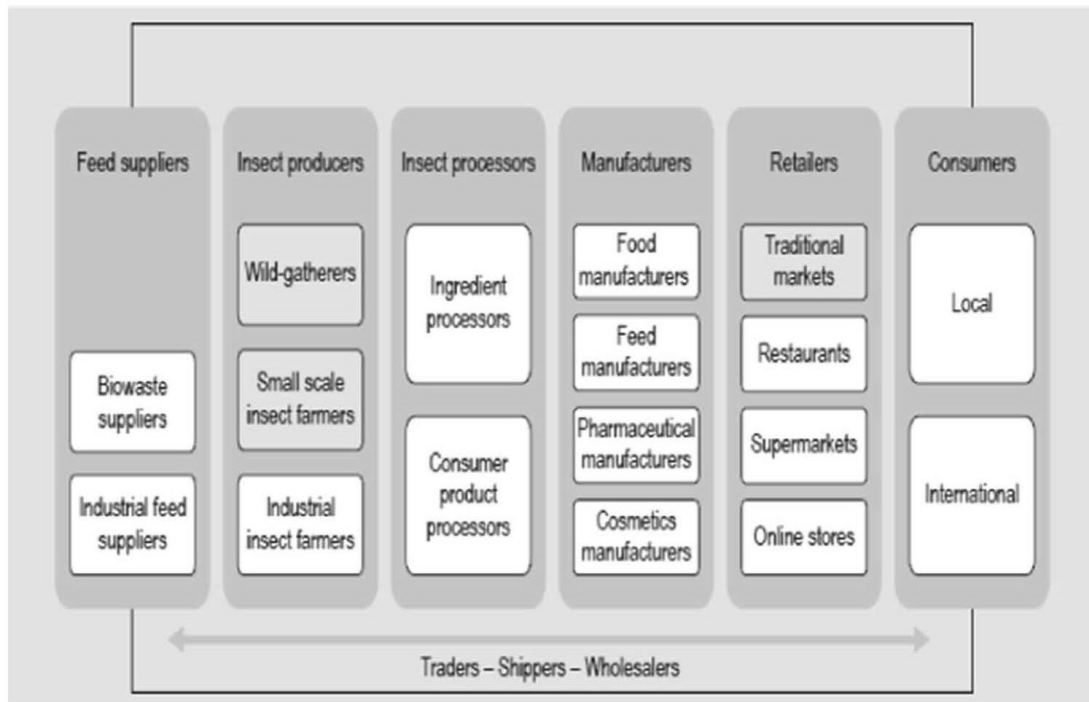 Feed suppliers
Insect producers
Insect processors
Manufacturers
Retailers
Consumers
Biowaste
suppliers
Industrial feed
suppliers
Wild-gatherers
Small scale
insect farmers
Industrial
insect farmers
Ingredient
processors
Consumer
product
processors
Food
manufacturers
Feed
manufacturers
Pharmaceutical
manufacturers
Cosmetics
manufacturers
Traditional
markets
Restaurants
Supermarkets
Online stores
Local
International
Traders – Shippers – Wholesalers